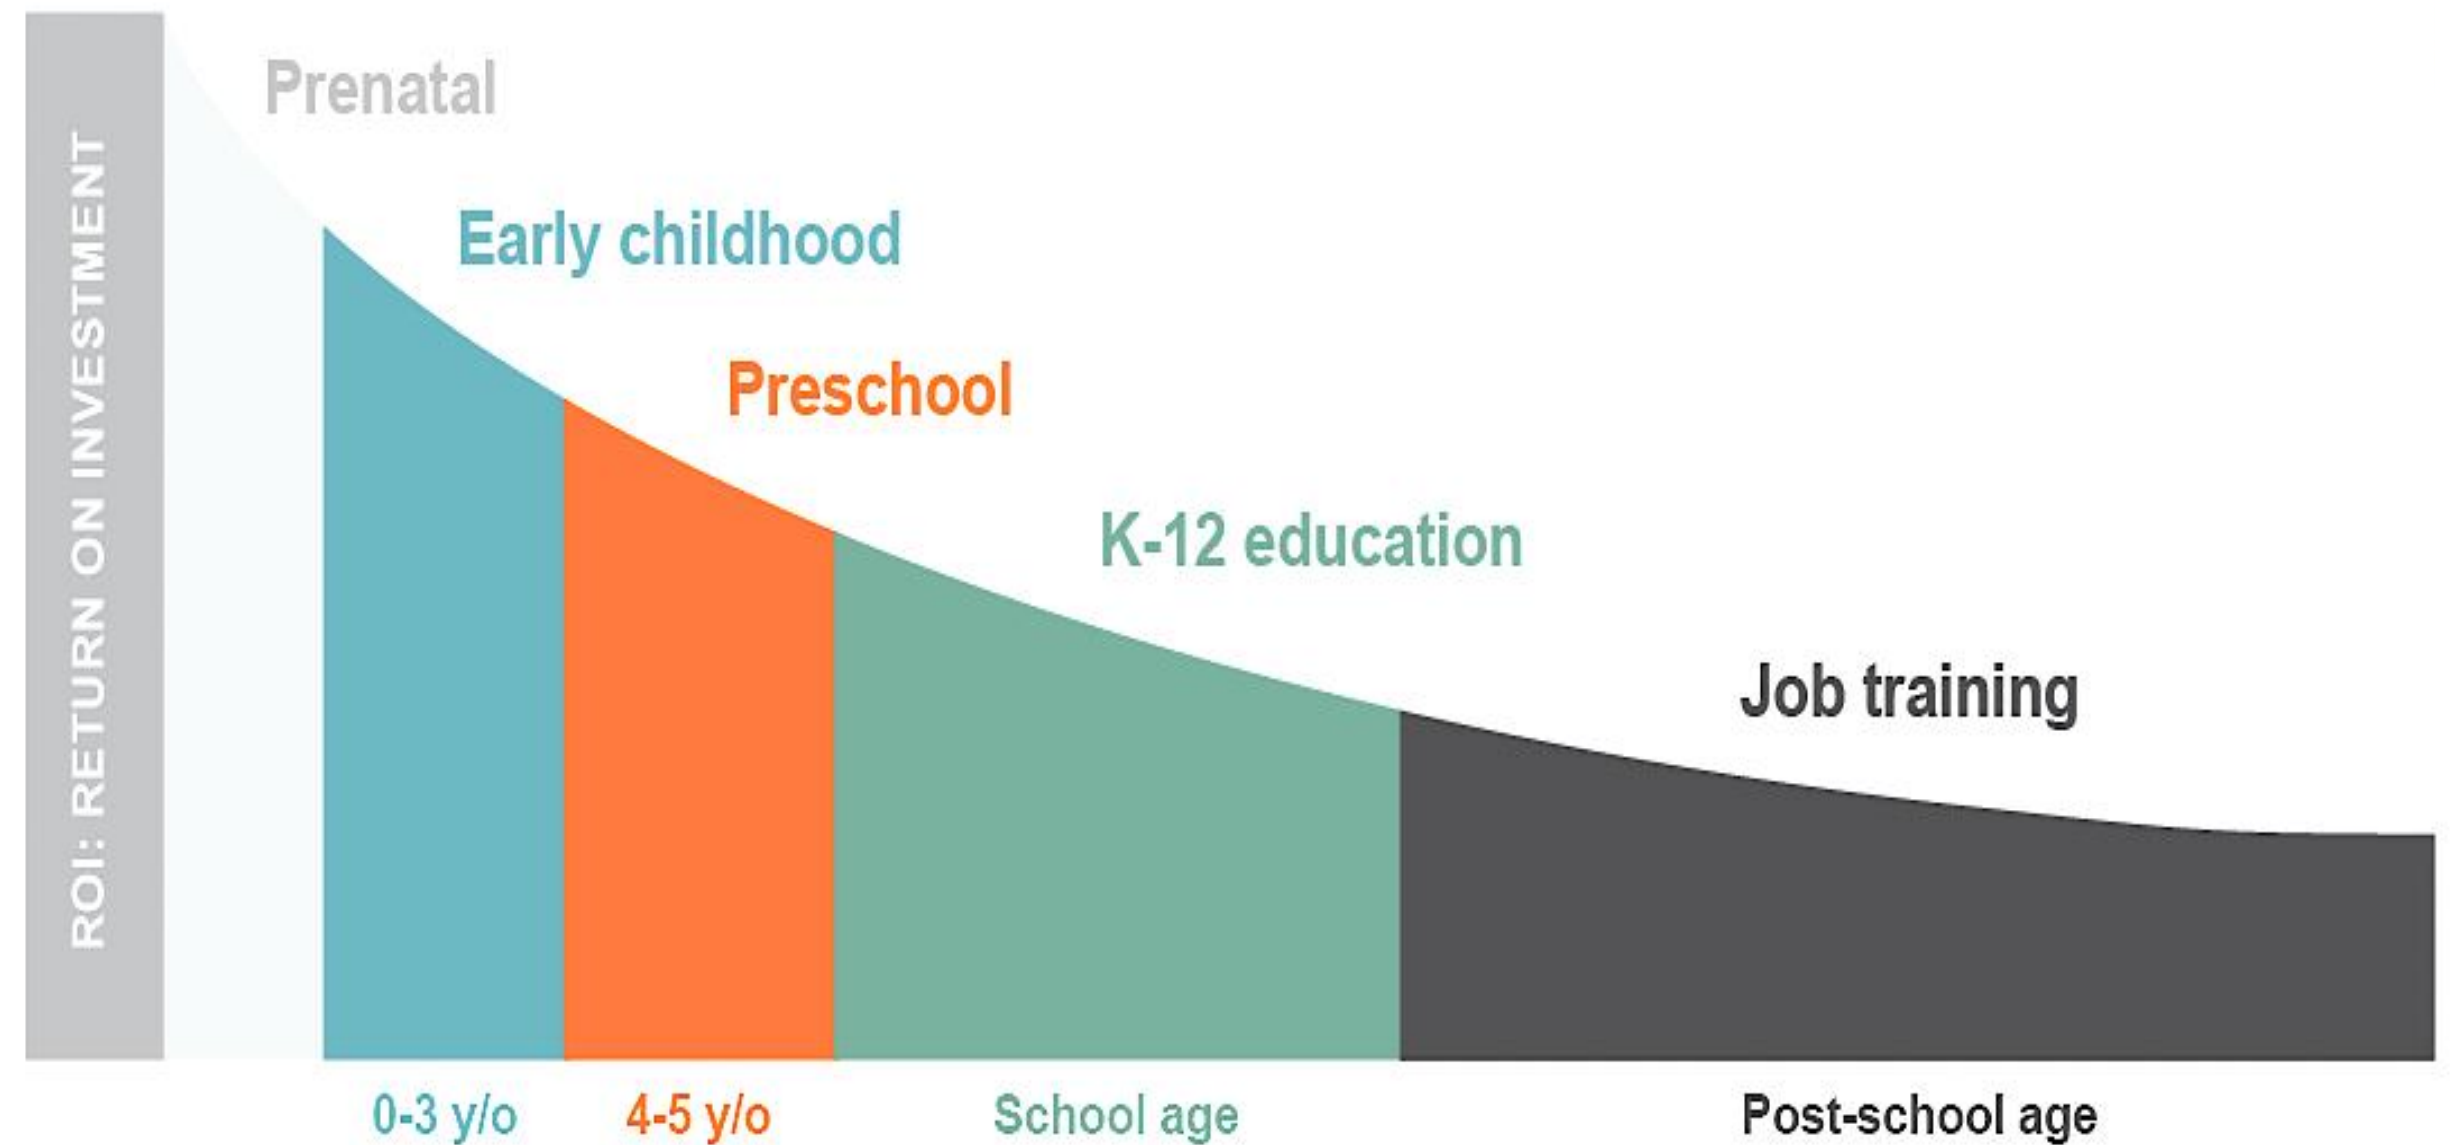 ROI: RETURN ON INVESTMENT
Prenatal
Early childhood
Preschool
K-12 education
Job training
0-3 y/o
4-5 y/o
School age
Post-school age